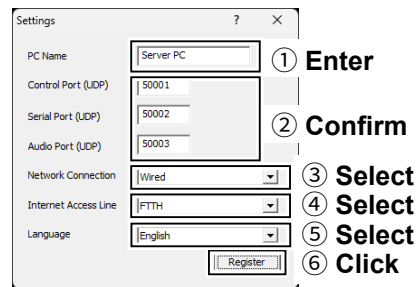 Settings ? ×
PC Name Server PC ① Enter
Control Port (UDP) 50001
Serial Port (UDP) 50002
② Confirm
Audio Port (UDP) 50003
Network Connection Wired ③ Select
Internet Access Line FTTH ④ Select
Language English ⑤ Select
Register ⑥ Click